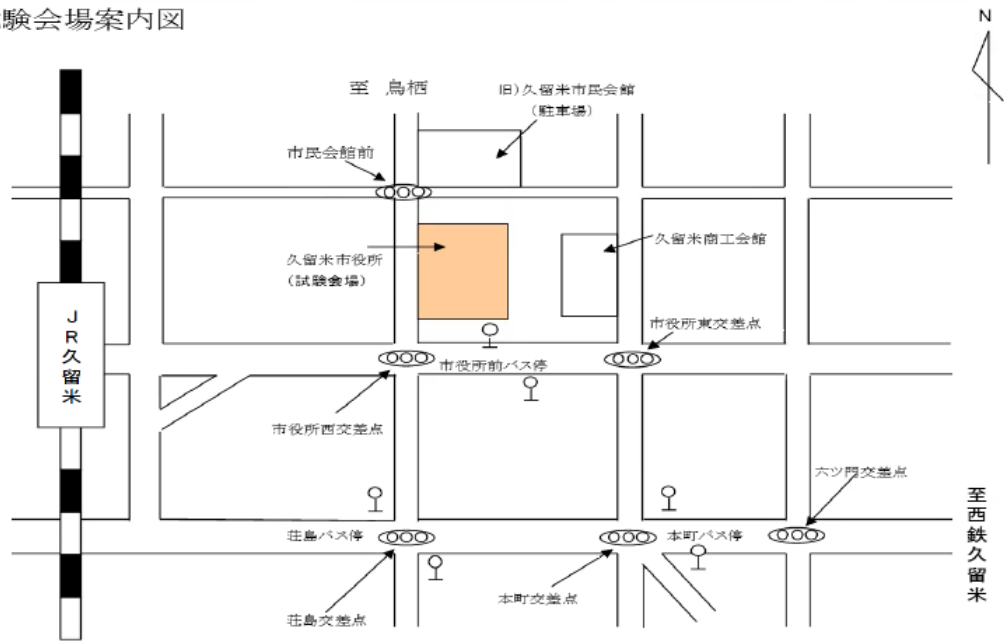 験会場案内図
N
至 鳥栖
旧)久留米市民会館
(駐車場)
市民会館前
久留米市役所
(試験会場)
久留米商工会館
JR久留米
市役所東交差点
市役所前バス停
市役所西交差点
六ツ門交差点
至西鉄久留米
荘島バス停
本町バス停
本町交差点
荘島交差点